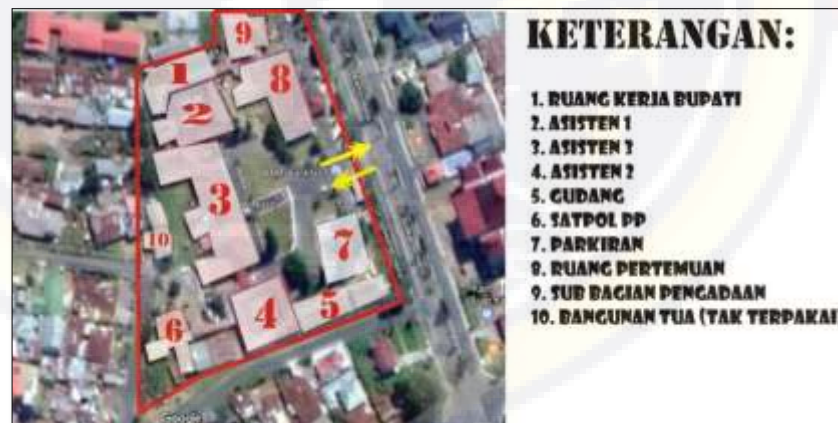 KETERANGAN:
1. RUANG KERJA BUPATI
2. ASISTEN 1
3. ASISTEN 3
4. ASISTEN 2
5. GUDANG
6. SATPOL PP
7. PARKIRAN
8. RUANG PERTEMUAN
9. SUB BAGIAN PENGADAAN
10. BANGUNAN TUA (TAK TERPAKAI
9
1
8
2
3
10
7
5
4
6
Google